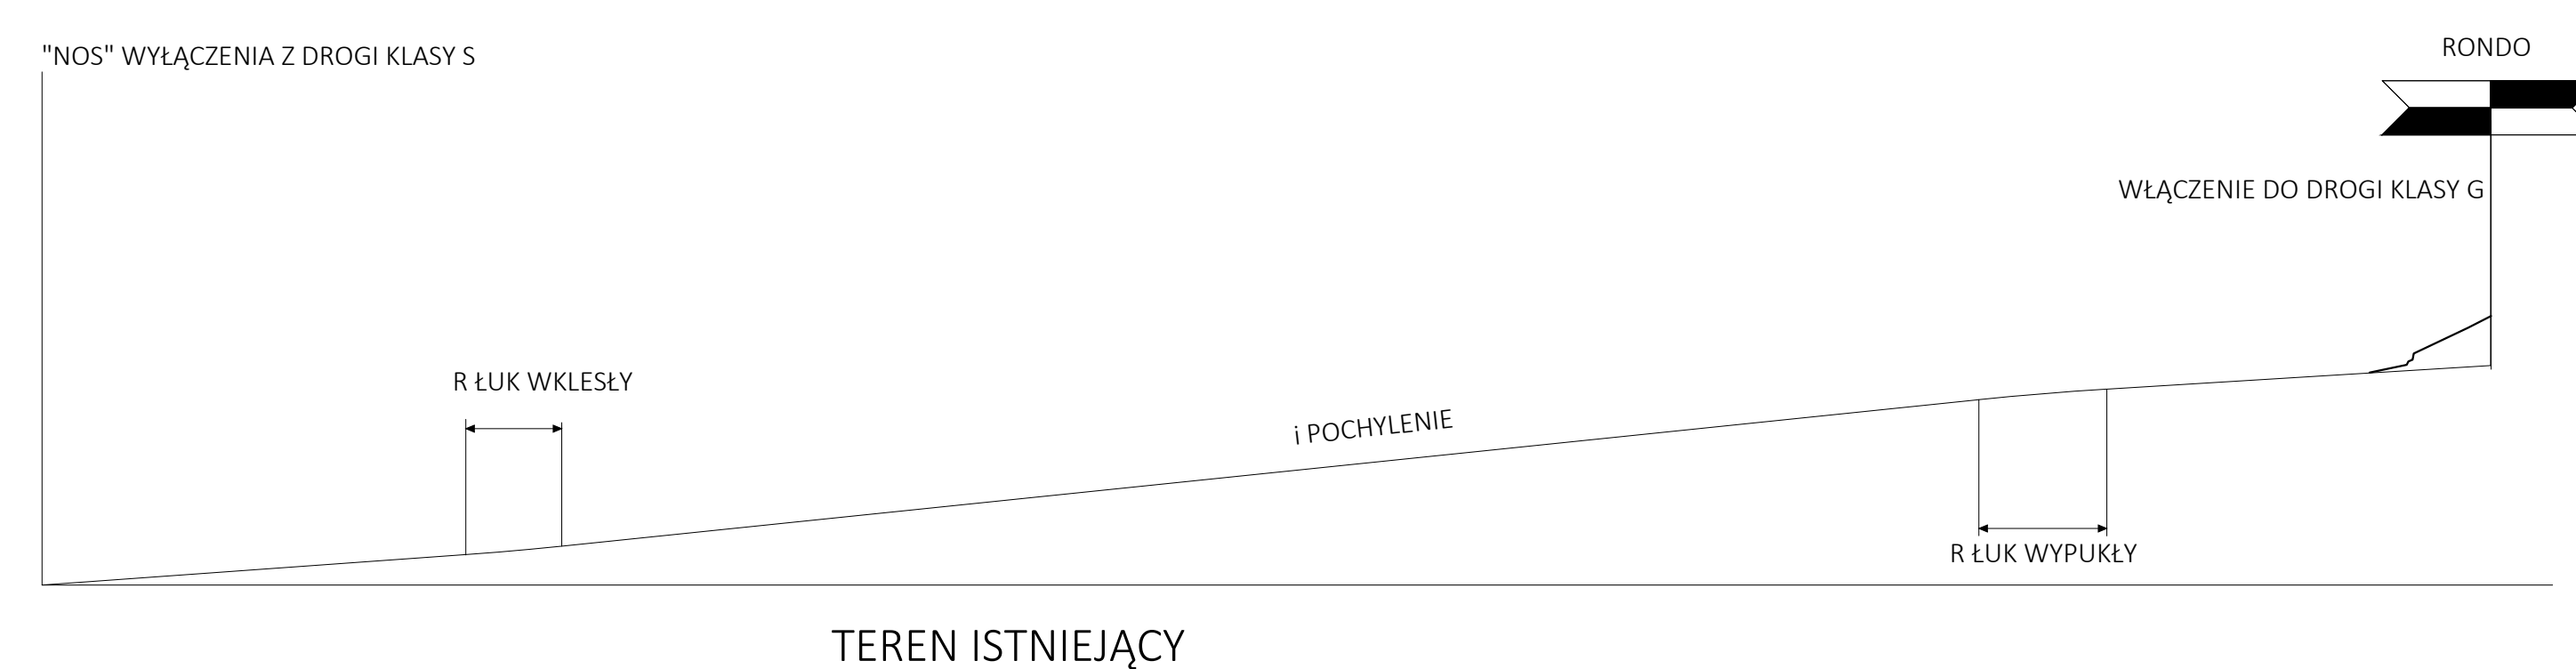 "NOS" WYŁĄCZENIA Z DROGI KLASY S
RONDO
WŁĄCZENIE DO DROGI KLASY G
R ŁUK WKLESŁY
i POCHYLENIE
R ŁUK WYPUKŁY
TEREN ISTNIEJĄCY